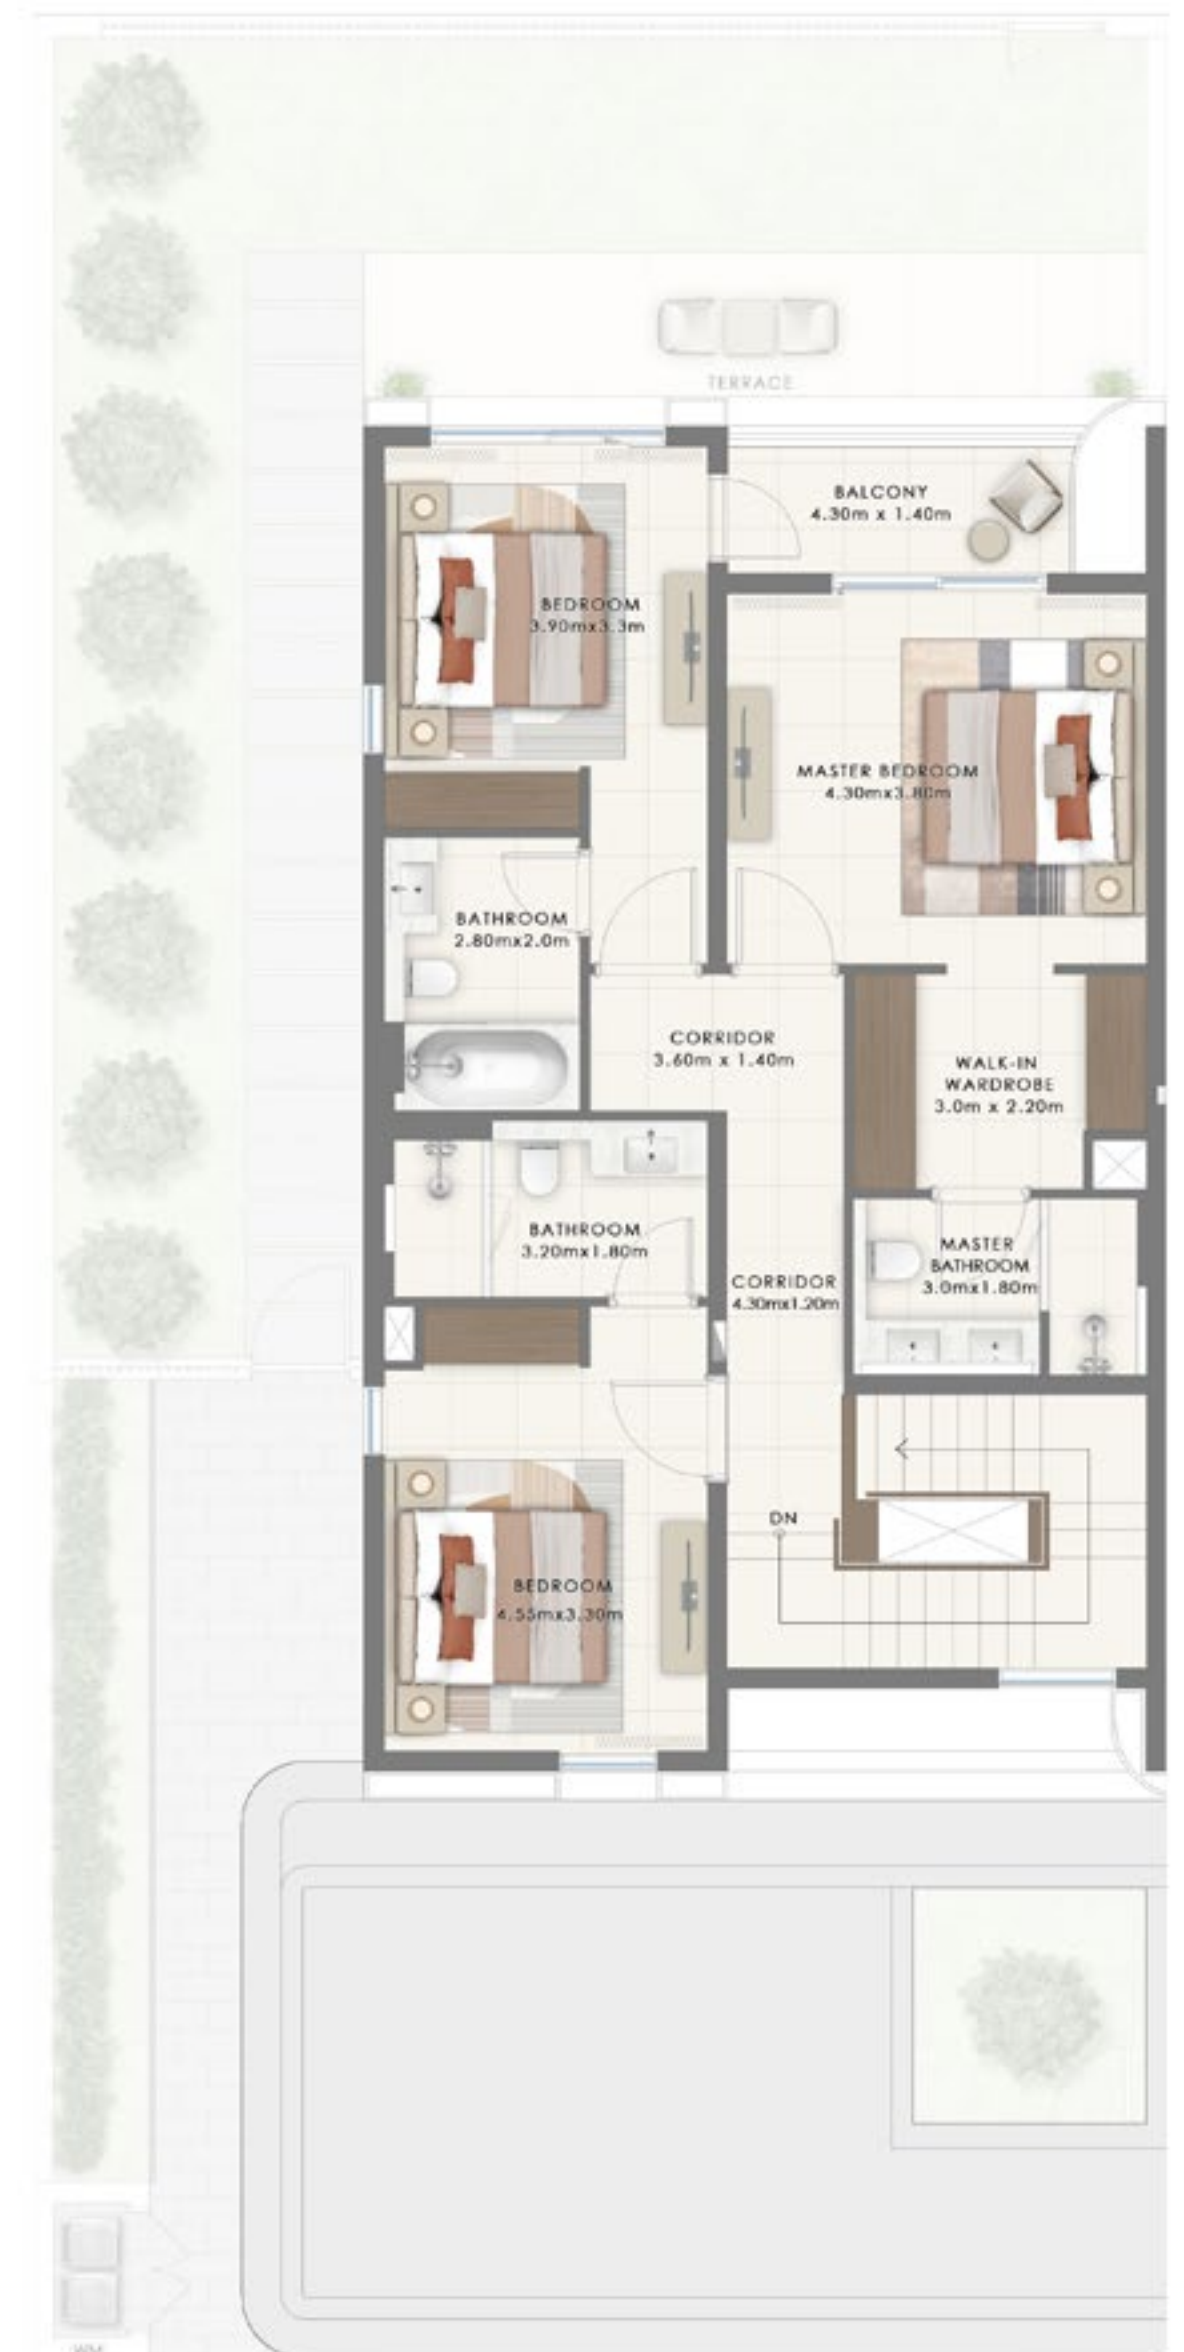 TERRACE
BALCONY
4.30m x 1.40m
BEDROOM
3.90mx3.3m
MASTER BEDROOM
4.30mx3.80m
BATHROOM
2.80mx2.0m
CORRIDOR
3.60m x 1.40m
WALK-IN
WARDROBE
3.0m x 2.20m
BATHROOM
3.20mx1.80m
MASTER
BATHROOM
3.0mx1.80m
CORRIDOR
4.30mx1.20m
DN
BEDROOM
4.55mx3.30m